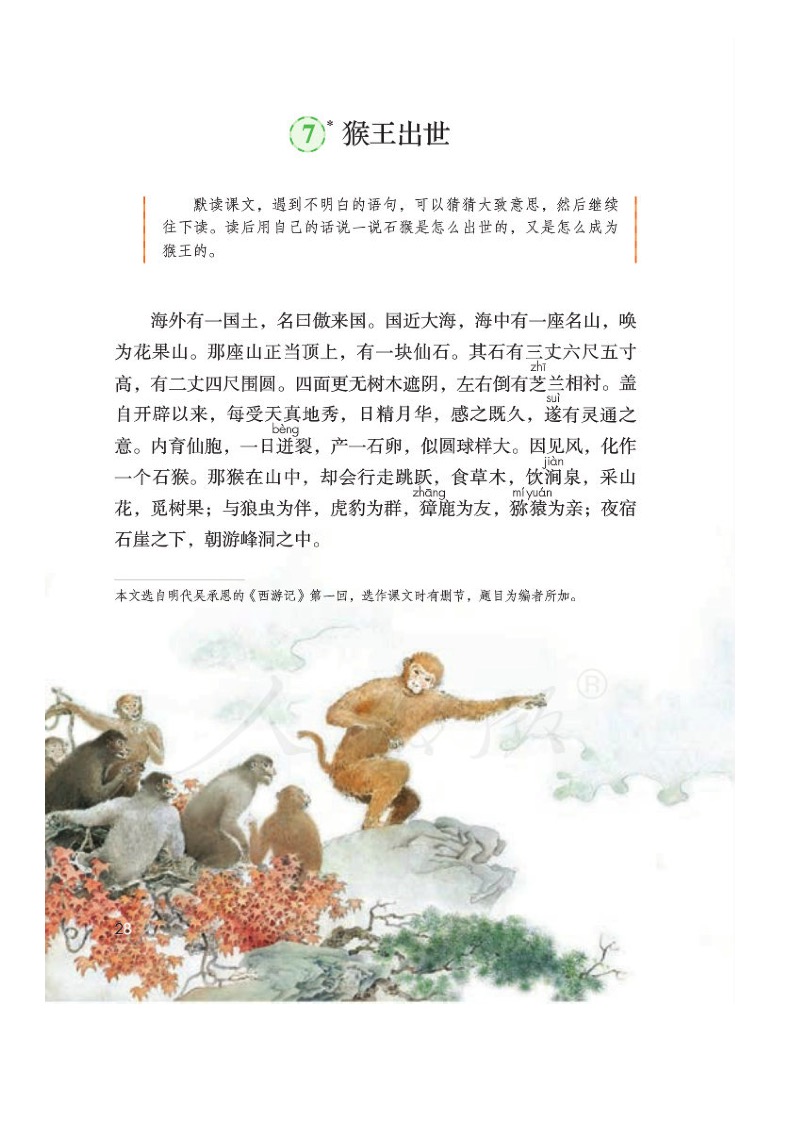 7* 猴王出世
默读课文，遇到不明白的语句，可以猜猜大致意思，然后继续
往下读。读后用自己的话说一说石猴是怎么出世的，又是怎么成为
猴王的。
海外有一国土，名曰傲来国。国近大海，海中有一座名山，唤
为花果山。那座山正当顶上，有一块仙石。其石有三丈六尺五寸
zhī
高，有二丈四尺围圆。四面更无树木遮阴，左右倒有芝兰相衬。盖
suì
自开辟以来，每受天真地秀，日精月华，感之既久，遂有灵通之
bèng
意。内育仙胞，一日迸裂，产一石卵，似圆球样大。因见风，化作
jiàn
一个石猴。那猴在山中，却会行走跳跃，食草木，饮涧泉，采山
zhāng míyuán
花，觅树果；与狼虫为伴，虎豹为群，獐鹿为友，猕猿为亲；夜宿
石崖之下，朝游峰洞之中。
本文选自明代吴承恩的《西游记》第一回，选作课文时有删节，题目为编者所加。
人教版®
28